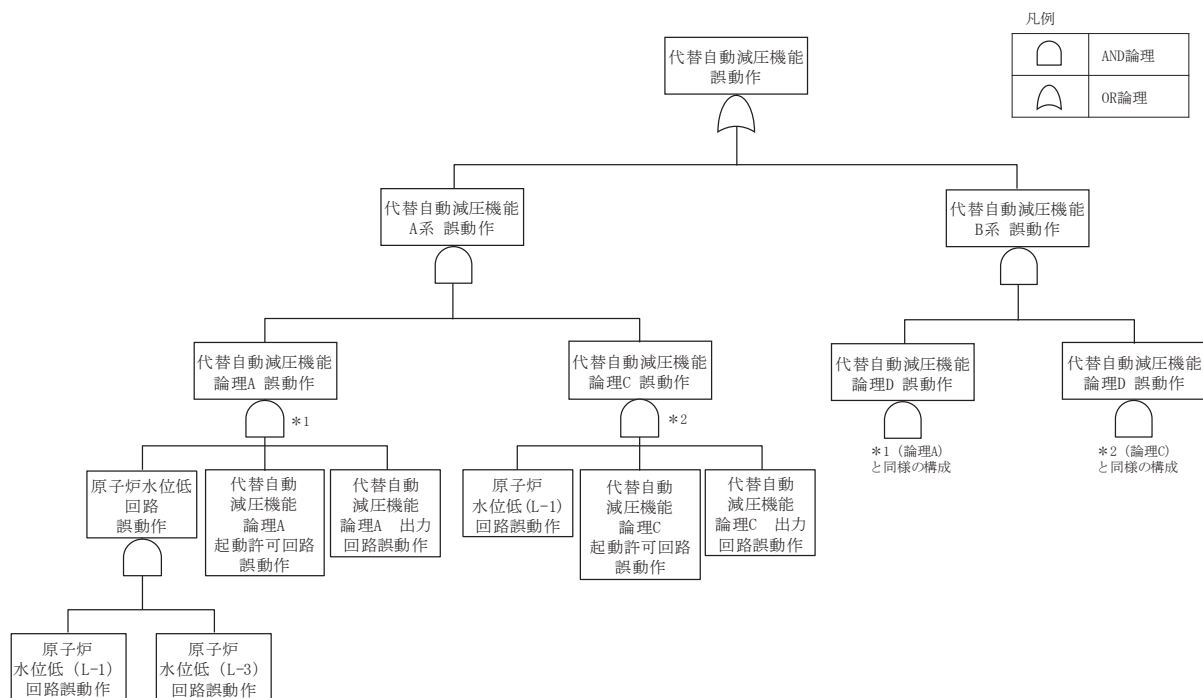 凡例
AND論理
OR論理
代替自動減圧機能
誤動作
代替自動減圧機能
A系 誤動作
代替自動減圧機能
B系 誤動作
代替自動減圧機能
論理A 誤動作
代替自動減圧機能
論理C 誤動作
代替自動減圧機能
論理D 誤動作
代替自動減圧機能
論理D 誤動作
*1
*2
*1 (論理A)
と同様の構成
*2 (論理C)
と同様の構成
原子炉水位低
回路
誤動作
代替自動
減圧機能
論理A
起動許可回路
誤動作
代替自動
減圧機能
論理A 出力
回路誤動作
原子炉
水位低(L-1)
回路誤動作
代替自動
減圧機能
論理C
起動許可回路
誤動作
代替自動
減圧機能
論理C 出力
回路誤動作
原子炉
水位低 (L-1)
回路誤動作
原子炉
水位低 (L-3)
回路誤動作